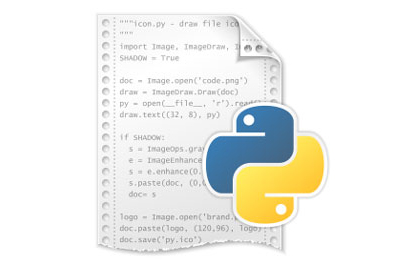 """icon.py - draw file ico
"""
import Image, ImageDraw, I
SHADOW = True
doc = Image.open('code.png')
draw = ImageDraw.Draw(doc)
py = open(__file__, 'r').read()
draw.text((32, 8), py)
if SHADOW:
s = ImageOps.gra
e = ImageEnhance
s = e.enhance(0.
s.paste(doc, (0,0
doc= s
logo = Image.open('brand.
doc.paste(logo, (120,96), logo)
doc.save('py.ico')